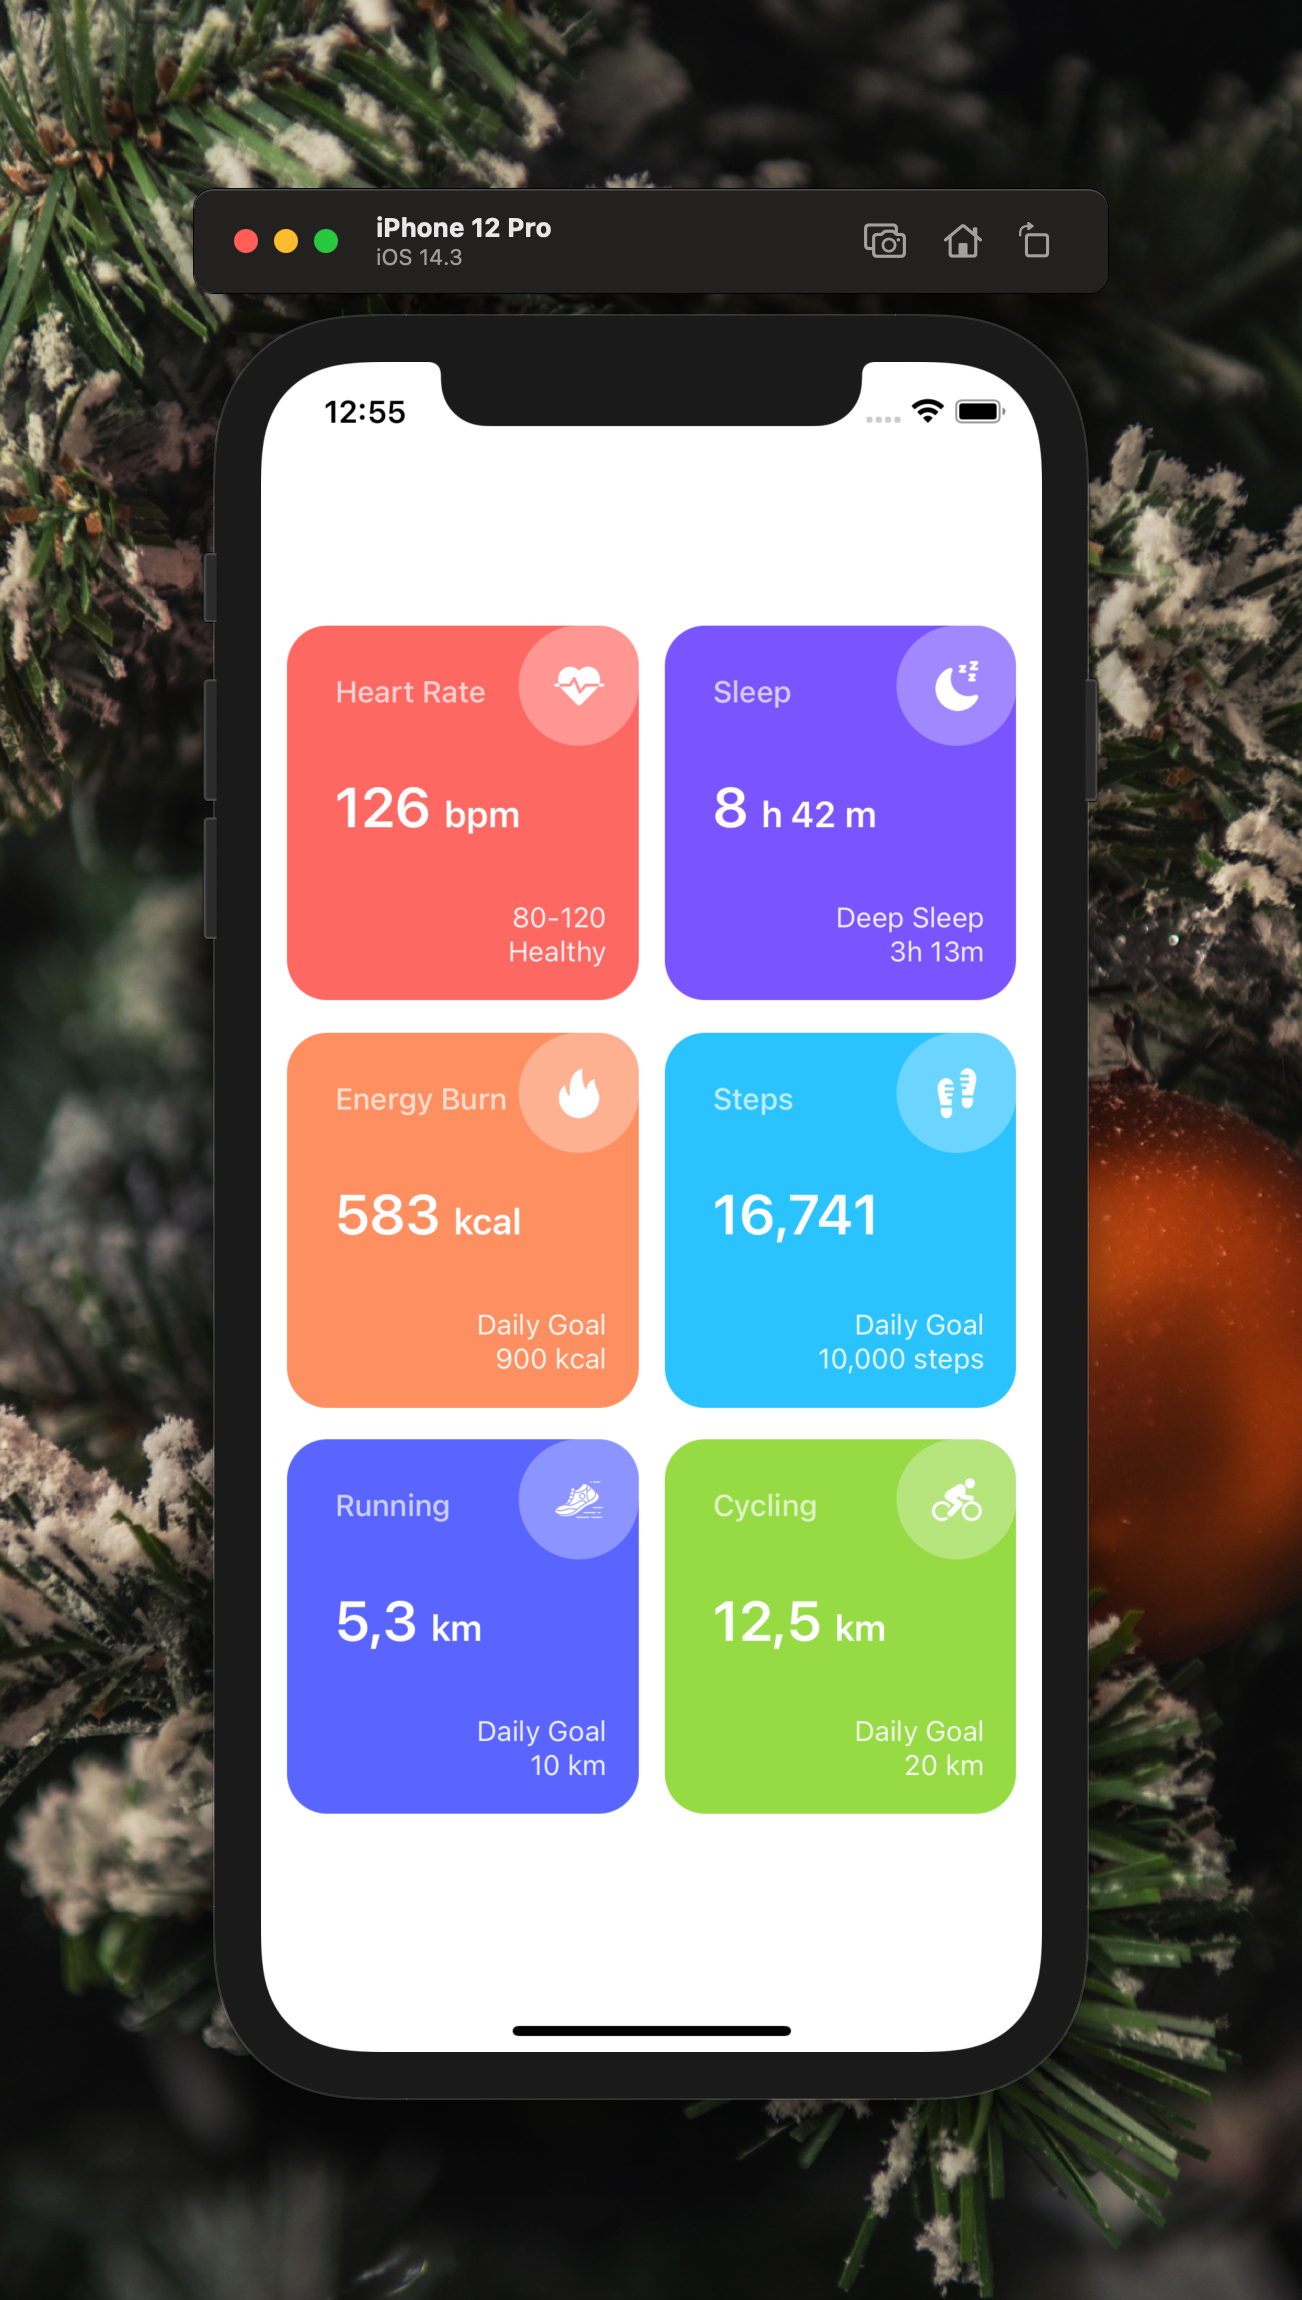 iPhone 12 Pro
iOS 14.3
12:55
Heart Rate
126 bpm
80-120
Healthy
Sleep
8 h 42 m
Deep Sleep
3h 13m
Energy Burn
583 kcal
Daily Goal
900 kcal
Steps
16,741
Daily Goal
10,000 steps
Running
5,3 km
Daily Goal
10 km
Cycling
12,5 km
Daily Goal
20 km